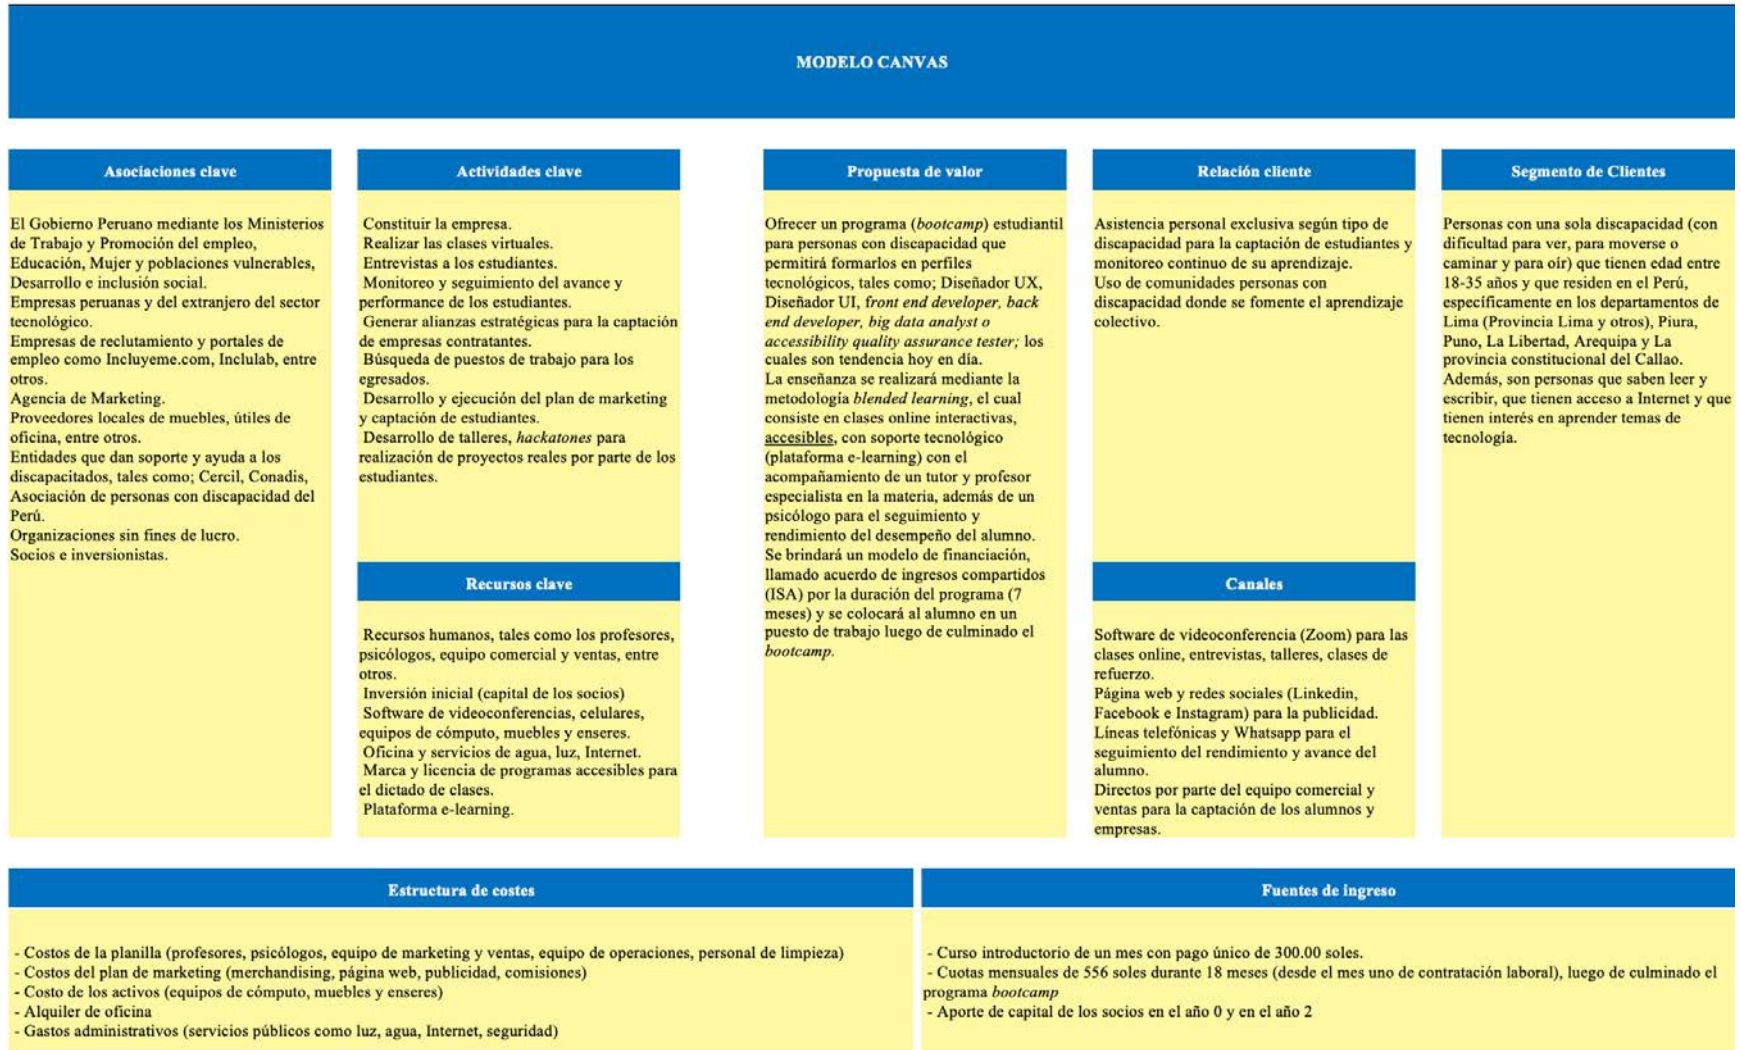 MODELO CANVAS
Asociaciones clave
El Gobierno Peruano mediante los Ministerios
de Trabajo y Promoción del empleo,
Educación, Mujer y poblaciones vulnerables,
Desarrollo e inclusión social.
Empresas peruanas y del extranjero del sector
tecnológico.
Empresas de reclutamiento y portales de
empleo como Incluyeme.com, Inclulab, entre
otros.
Agencia de Marketing.
Proveedores locales de muebles, útiles de
oficina, entre otros.
Entidades que dan soporte y ayuda a los
discapacitados, tales como; Cercil, Conadis,
Asociación de personas con discapacidad del
Perú.
Organizaciones sin fines de lucro.
Socios e inversionistas.
Actividades clave
Constituir la empresa.
Realizar las clases virtuales.
Entrevistas a los estudiantes.
Monitoreo y seguimiento del avance y
performance de los estudiantes.
Generar alianzas estratégicas para la captación
de empresas contratantes.
Búsqueda de puestos de trabajo para los
egresados.
Desarrollo y ejecución del plan de marketing
y captación de estudiantes.
Desarrollo de talleres, hackatones para
realización de proyectos reales por parte de los
estudiantes.
Recursos clave
Recursos humanos, tales como los profesores,
psicólogos, equipo comercial y ventas, entre
otros.
Inversión inicial (capital de los socios)
Software de videoconferencias, celulares,
equipos de cómputo, muebles y enseres.
Oficina y servicios de agua, luz, Internet.
Marca y licencia de programas accesibles para
el dictado de clases.
Plataforma e-learning.
Propuesta de valor
Ofrecer un programa (bootcamp) estudiantil
para personas con discapacidad que
permitirá formarlos en perfiles
tecnológicos, tales como; Diseñador UX,
Diseñador UI, front end developer, back
end developer, big data analyst o
accessibility quality assurance tester; los
cuales son tendencia hoy en día.
La enseñanza se realizará mediante la
metodología blended learning, el cual
consiste en clases online interactivas,
accesibles, con soporte tecnológico
(plataforma e-learning) con el
acompañamiento de un tutor y profesor
especialista en la materia, además de un
psicólogo para el seguimiento y
rendimiento del desempeño del alumno.
Se brindará un modelo de financiación,
llamado acuerdo de ingresos compartidos
(ISA) por la duración del programa (7
meses) y se colocará al alumno en un
puesto de trabajo luego de culminado el
bootcamp.
Relación cliente
Asistencia personal exclusiva según tipo de
discapacidad para la captación de estudiantes y
monitoreo continuo de su aprendizaje.
Uso de comunidades personas con
discapacidad donde se fomente el aprendizaje
colectivo.
Canales
Software de videoconferencia (Zoom) para las
clases online, entrevistas, talleres, clases de
refuerzo.
Página web y redes sociales (Linkedin,
Facebook e Instagram) para la publicidad.
Líneas telefónicas y Whatsapp para el
seguimiento del rendimiento y avance del
alumno.
Directos por parte del equipo comercial y
ventas para la captación de los alumnos y
empresas.
Segmento de Clientes
Personas con una sola discapacidad (con
dificultad para ver, para moverse o
caminar y para oír) que tienen edad entre
18-35 años y que residen en el Perú,
específicamente en los departamentos de
Lima (Provincia Lima y otros), Piura,
Puno, La Libertad, Arequipa y La
provincia constitucional del Callao.
Además, son personas que saben leer y
escribir, que tienen acceso a Internet y que
tienen interés en aprender temas de
tecnología.
Estructura de costes
- Costos de la planilla (profesores, psicólogos, equipo de marketing y ventas, equipo de operaciones, personal de limpieza)
- Costos del plan de marketing (merchandising, página web, publicidad, comisiones)
- Costo de los activos (equipos de cómputo, muebles y enseres)
- Alquiler de oficina
- Gastos administrativos (servicios públicos como luz, agua, Internet, seguridad)
Fuentes de ingreso
- Curso introductorio de un mes con pago único de 300.00 soles.
- Cuotas mensuales de 556 soles durante 18 meses (desde el mes uno de contratación laboral), luego de culminado el
programa bootcamp
- Aporte de capital de los socios en el año 0 y en el año 2